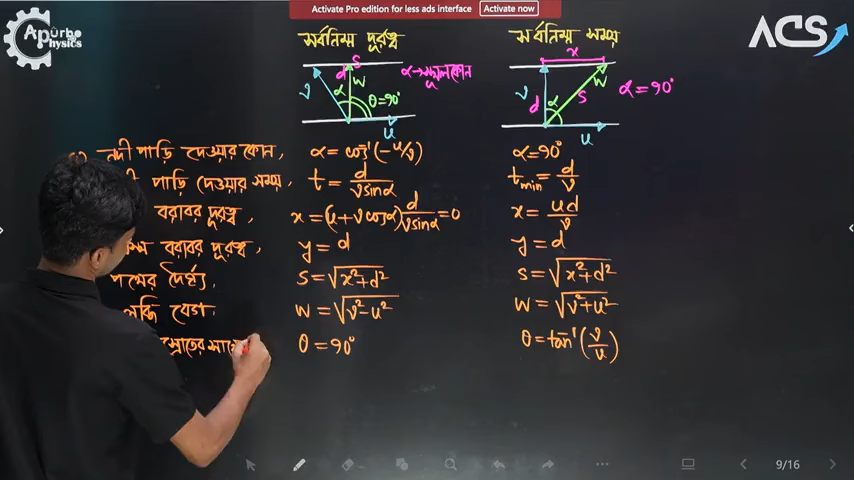 Activate Pro edition for less ads interface Activate now
Apurbo Physics
ACS
সর্বনিম্ন দূরত্ব
সর্বনিম্ন সময়
s
d
w
v
α
θ = 90°
u
α → স্থূলকোন
x
v
w
d
α
s
u
α = 90°
নদী পাড়ি দেওয়ার কোন, α = cos⁻¹(-u/v) α = 90°
পাড়ি দেওয়ার সময়, t = d/(v sinα) t min = d/v
বরাবর দূরত্ব, x = (u + v cosα) d/(v sinα) = 0 x = ud/v
বরাবর দূরত্ব, y = d y = d
পথের দৈর্ঘ্য, s = √(x² + d²) s = √(x² + d²)
লব্ধি বেগ, w = √(v² - u²) w = √(v² + u²)
স্রোতের সাথে θ = 90° θ = tan⁻¹(v/u)
9/16